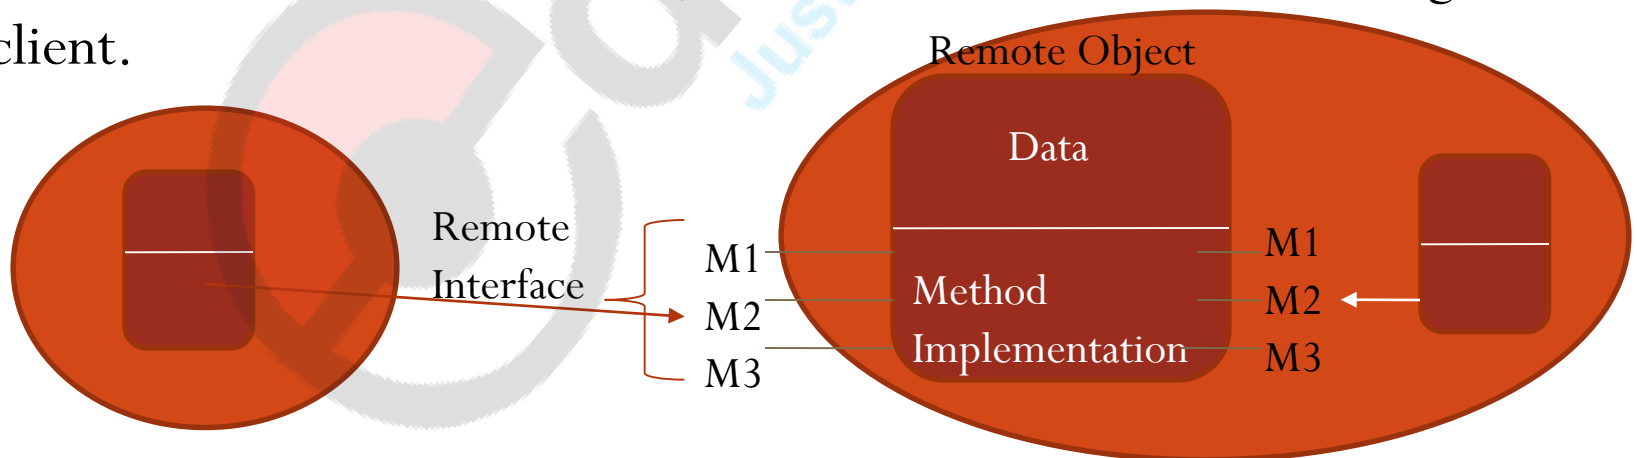 client.
Remote Object
Data
Remote
Interface
M1
M2
M3
Method
Implementation
M1
M2
M3